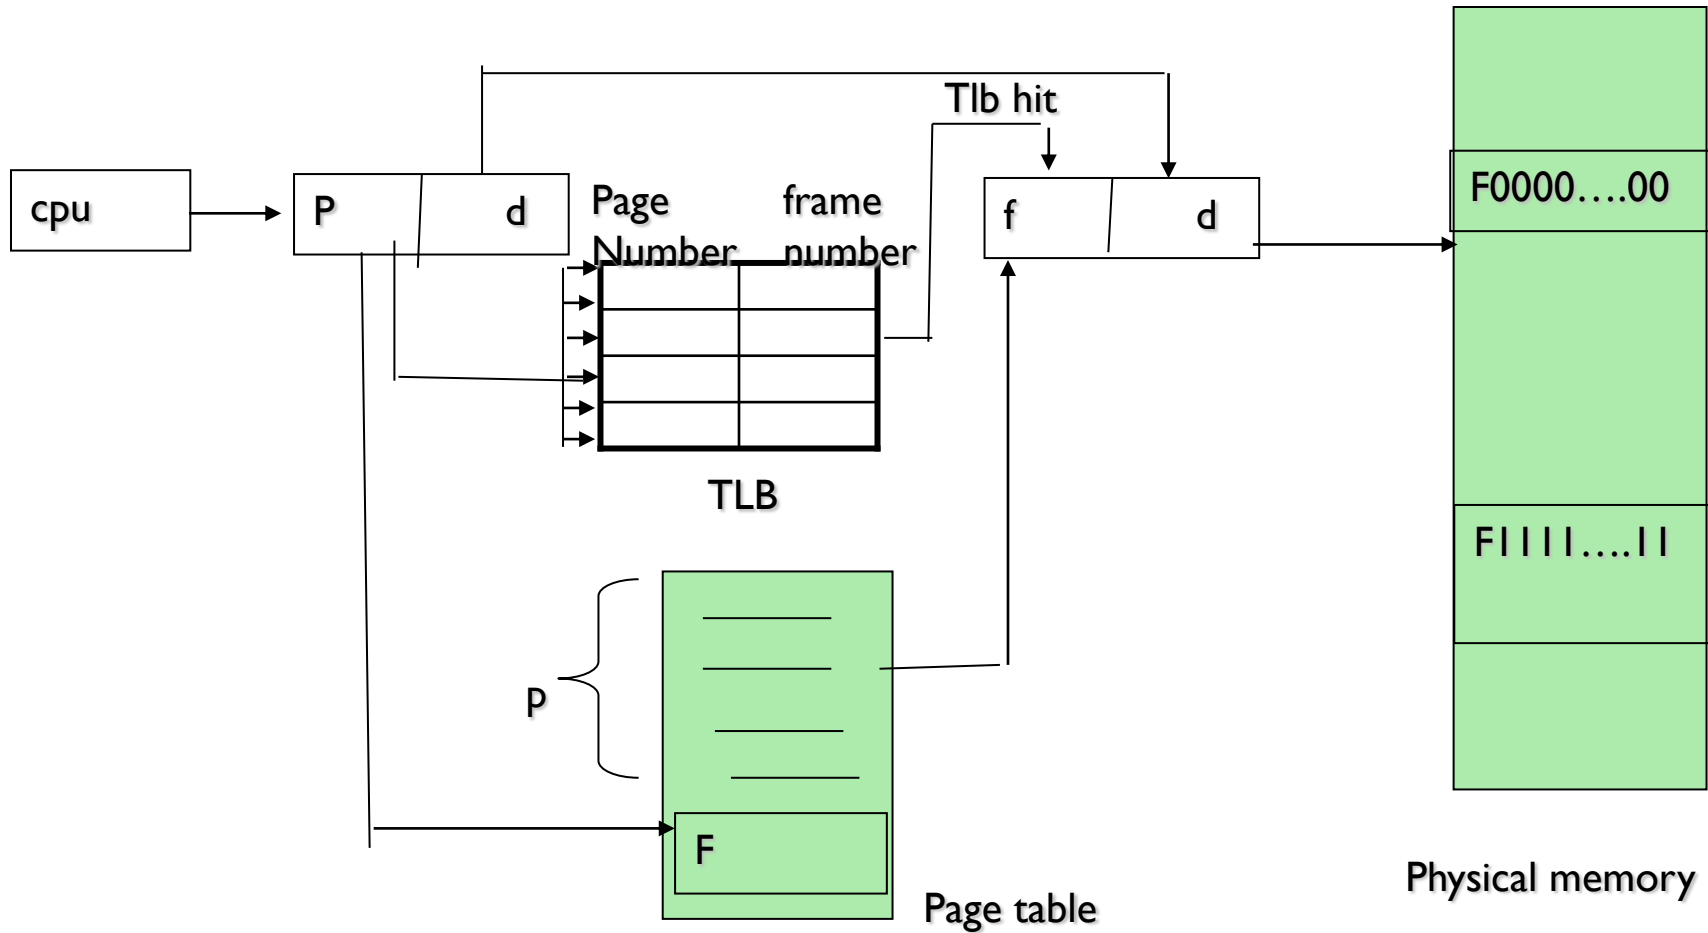 Tlb hit
cpu
P d
Page frame
Number number
f d
F0000....00
TLB
F1111....11
p
F
Page table
Physical memory